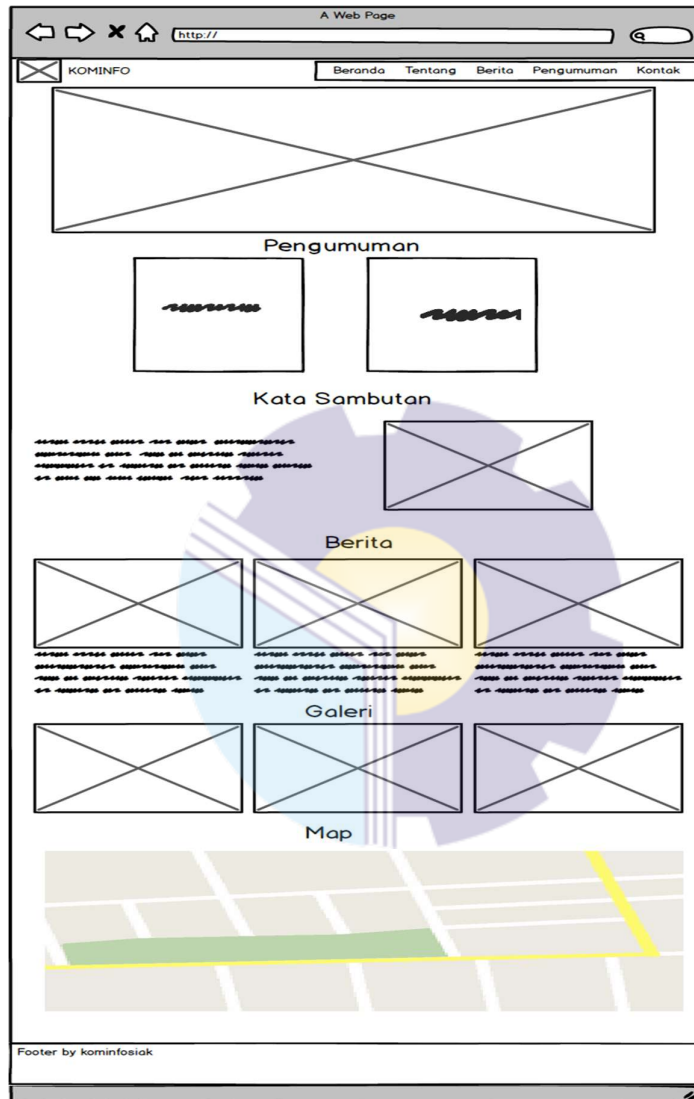 A Web Page
http://
KOMINFO
Beranda Tentang Berita Pengumuman Kontak
Pengumuman
Kata Sambutan
Berita
Galeri
Map
Footer by kominfosiak